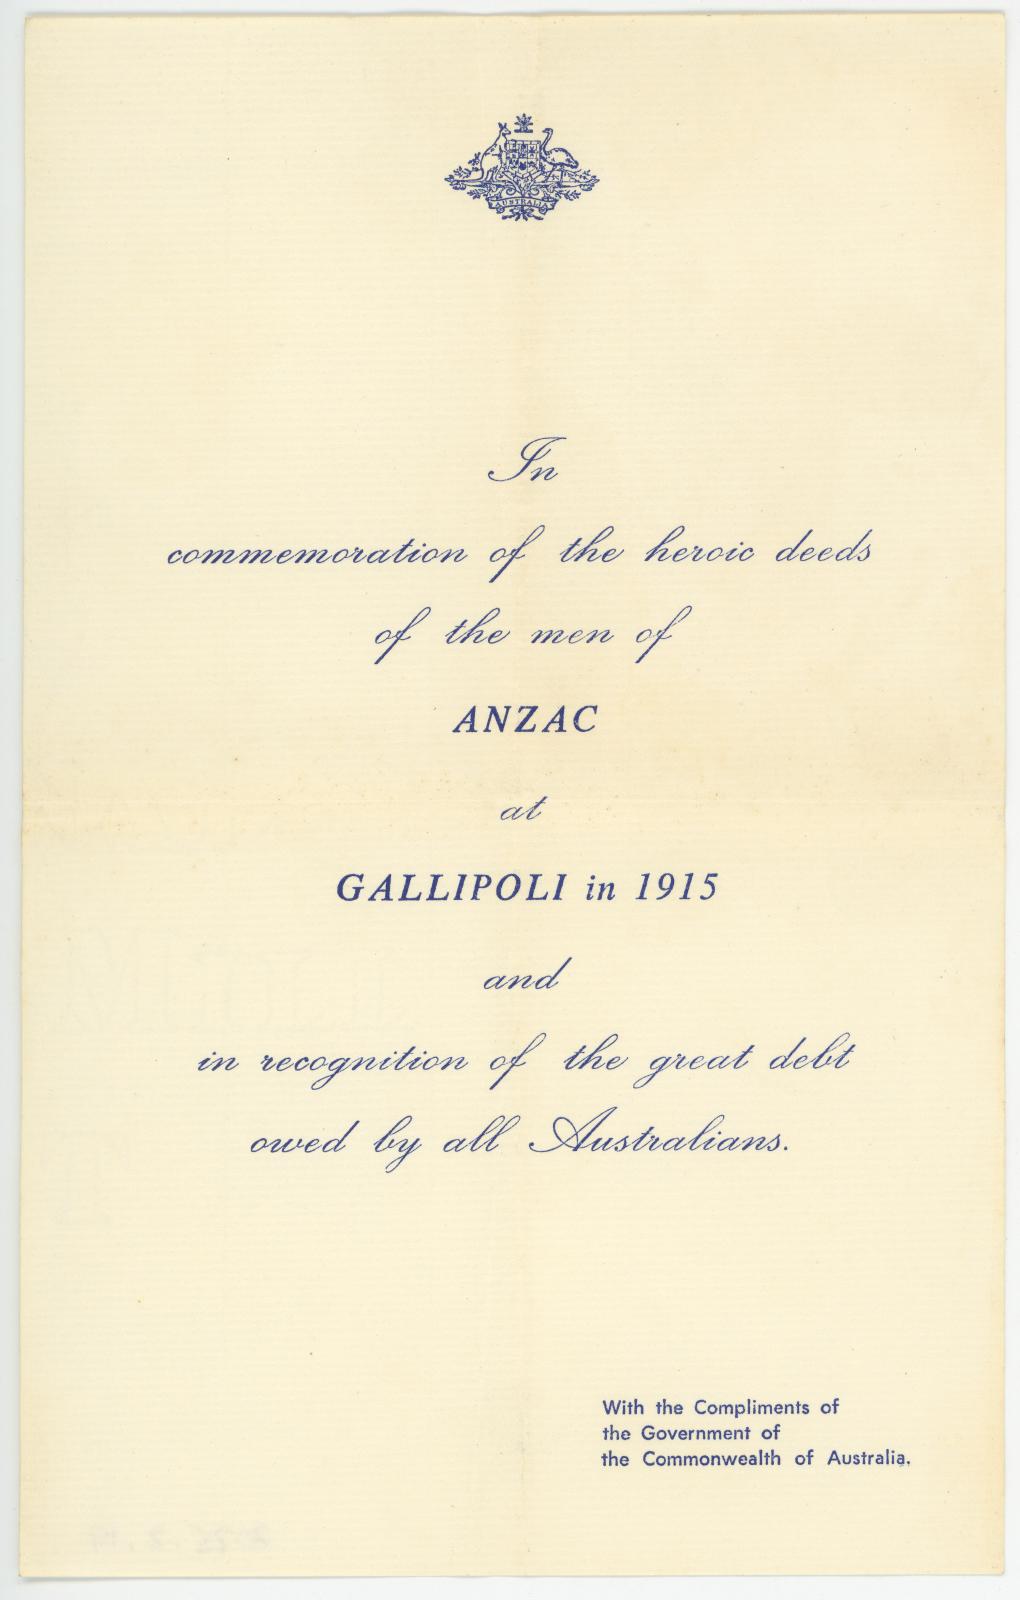 AUSTRALIA
In
commemoration of the heroic deeds
of the men of
ANZAC
at
GALLIPOLI in 1915
and
in recognition of the great debt
owed by all Australians.
With the Compliments of
the Government of
the Commonwealth of Australia.